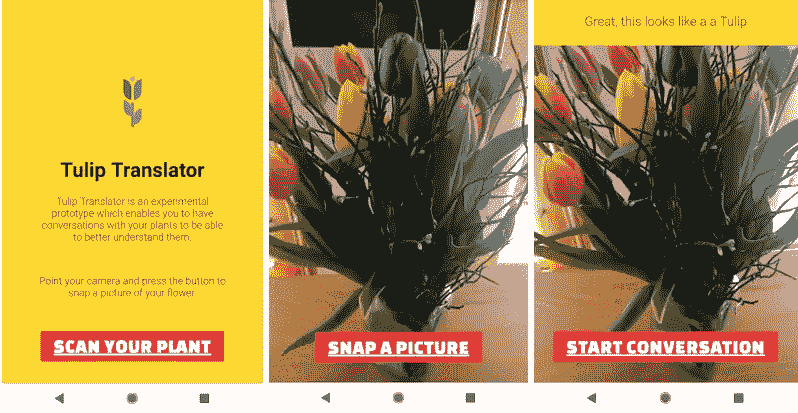 Tulip Translator
Tulip Translator is an experimental
prototype which enables you to have
conversations with your plants to be able
to better understand them.
Point your camera and press the button to
snap a picture of your flower
SCAN YOUR PLANT
SNAP A PICTURE
Great, this looks like a a Tulip
START CONVERSATION